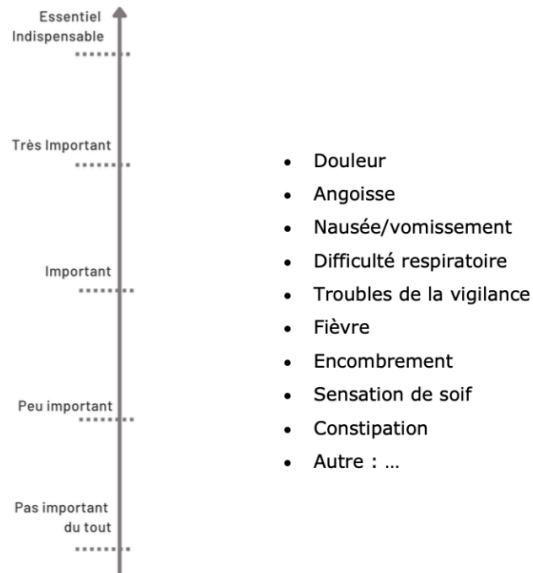 Essentiel
Indispensable
Très Important
Important
Peu important
Pas important
du tout
• Douleur
• Angoisse
• Nausée/vomissement
• Difficulté respiratoire
• Troubles de la vigilance
• Fièvre
• Encombrement
• Sensation de soif
• Constipation
• Autre : ...